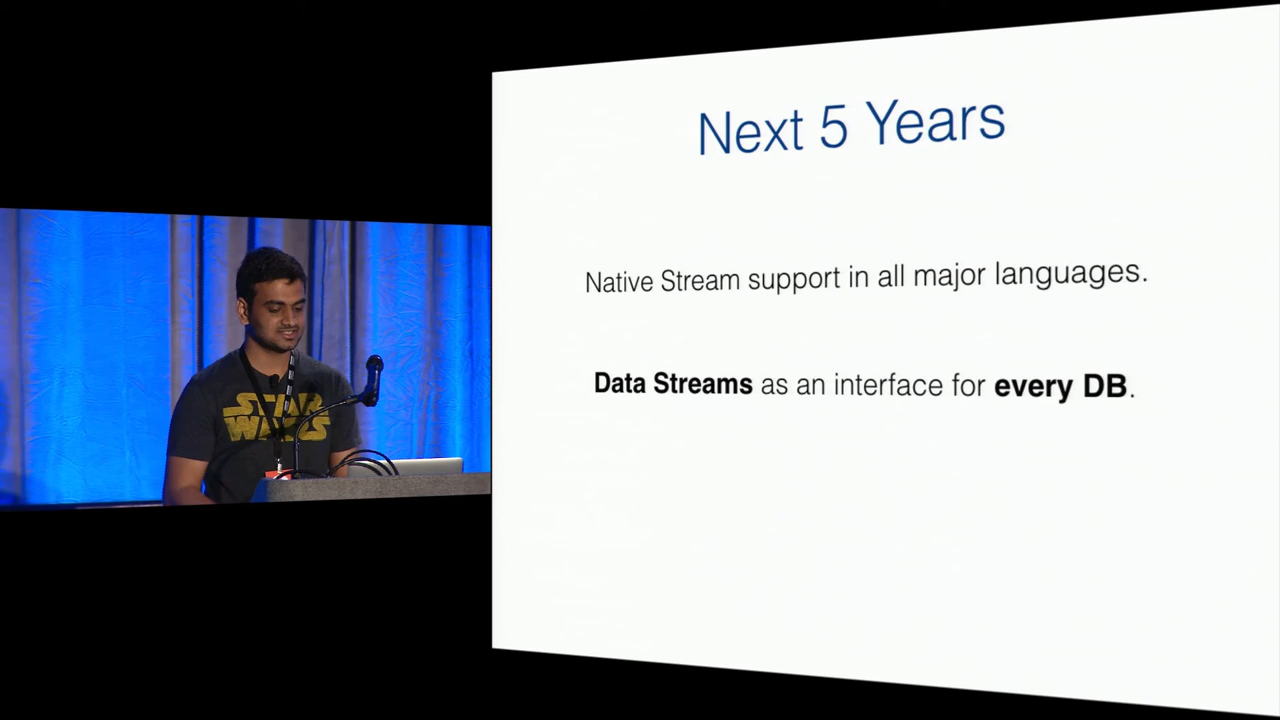 Next 5 Years
Native Stream support in all major languages.
Data Streams as an interface for every DB.
STAR
WARS